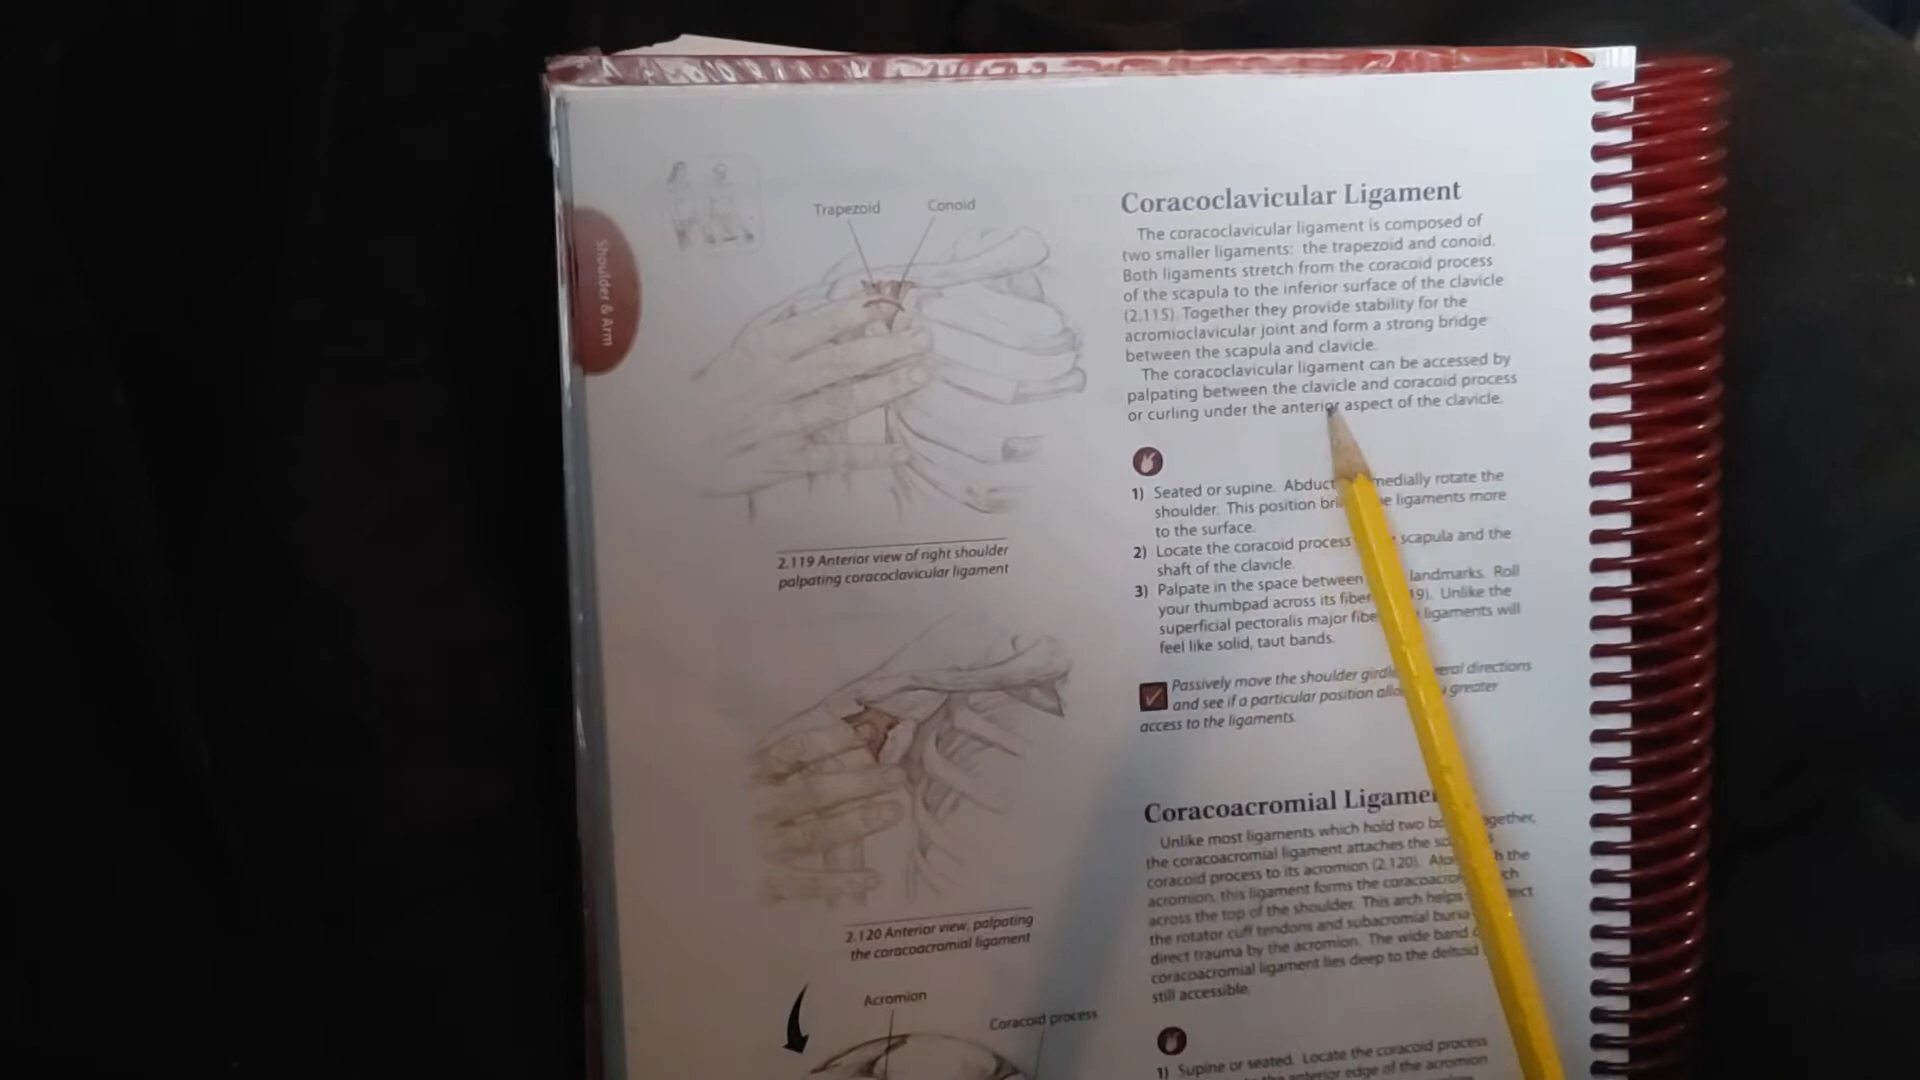 Shoulder & Arm
Trapezoid
Conoid
2.119 Anterior view of right shoulder
palpating coracoclavicular ligament
2.120 Anterior view, palpating
the coracoacromial ligament
Acromion
Coracoid process
Coracoclavicular Ligament
The coracoclavicular ligament is composed of
two smaller ligaments: the trapezoid and conoid.
Both ligaments stretch from the coracoid process
of the scapula to the inferior surface of the clavicle
(2.115). Together they provide stability for the
acromioclavicular joint and form a strong bridge
between the scapula and clavicle.
The coracoclavicular ligament can be accessed by
palpating between the clavicle and coracoid process
or curling under the anterior aspect of the clavicle.
1) Seated or supine. Abduct medially rotate the
shoulder. This position ligaments more
to the surface.
2) Locate the coracoid process scapula and the
shaft of the clavicle.
3) Palpate in the space between landmarks. Roll
your thumbpad across its Unlike the
superficial pectoralis major ligaments will
feel like solid, taut bands.
Passively move the shoulder directions
and see if a particular position greater
access to the ligaments.
Coracoacromial
Unlike most ligaments which hold two
the coracoacromial ligament attaches the
coracoid process to its acromion (2.120). the
acromion, this ligament forms the
across the top of the shoulder. This arch helps
the rotator cuff tendons and subacromial
direct trauma by the acromion. The wide band
coracoacromial ligament lies deep to the deltoid
still accessible.
1) Supine or seated. Locate the coracoid process
the anterior edge of the acromion